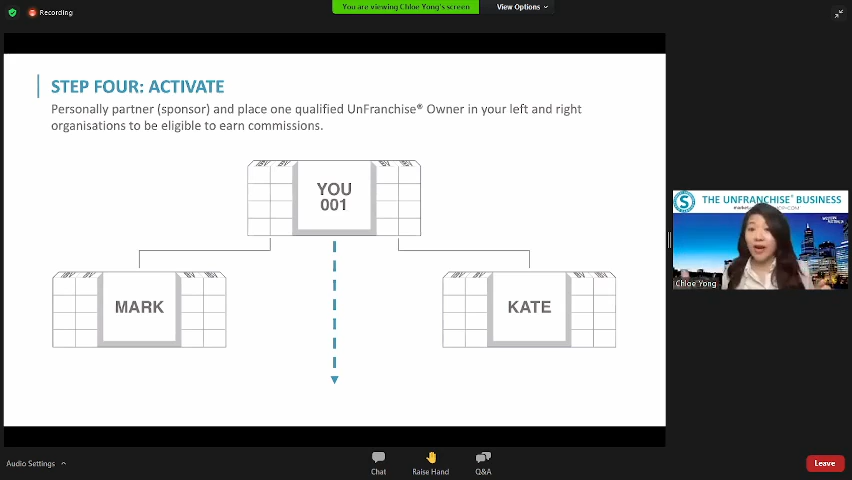 Recording
You are viewing Chloe Yong's screen
View Options
STEP FOUR: ACTIVATE
Personally partner (sponsor) and place one qualified UnFranchise® Owner in your left and right
organisations to be eligible to earn commissions.
YOU
001
MARK
KATE
THE UNFRANCHISE® BUSINESS
Chloe Yong
Audio Settings
Chat
Raise Hand
Q&A
Leave